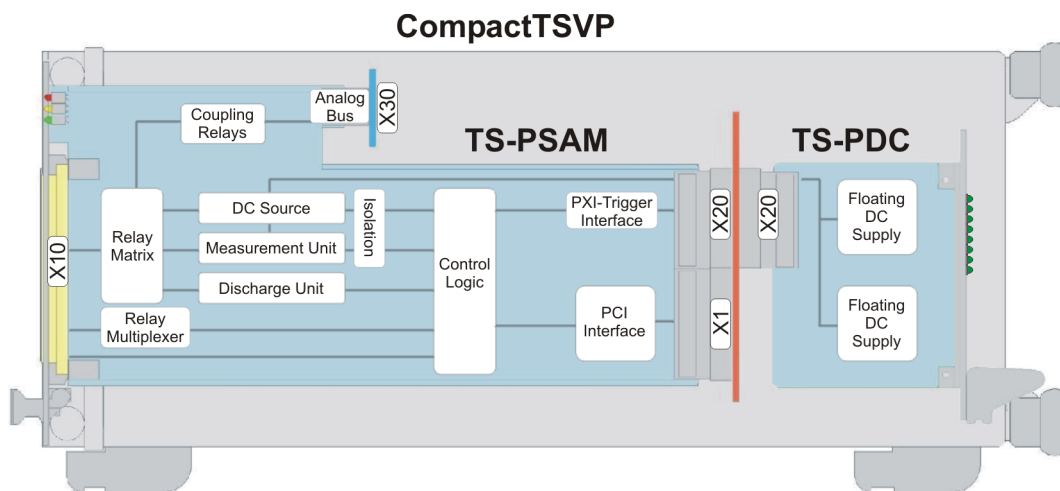 CompactTSVP
Analog
Bus
X30
Coupling
Relays
TS-PSAM
TS-PDC
DC Source
Isolation
PXI-Trigger
Interface
X20
X20
Floating
DC
Supply
X10
Relay
Matrix
Measurement Unit
Control
Logic
Discharge Unit
PCI
Interface
X1
Floating
DC
Supply
Relay
Multiplexer